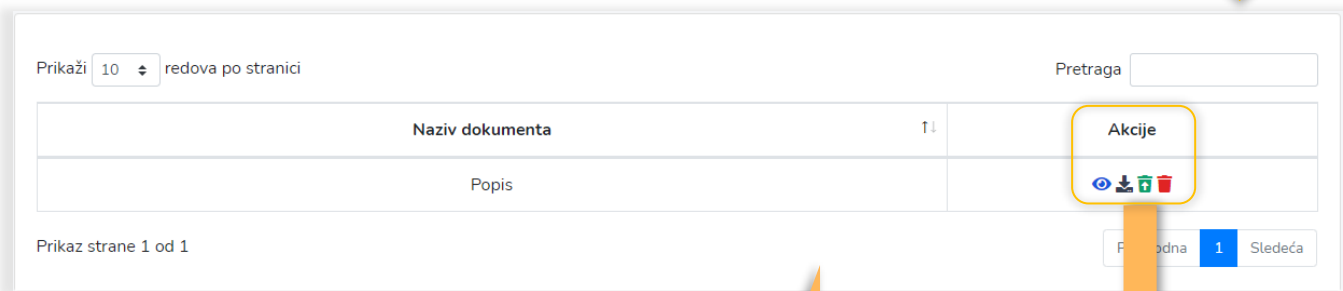 Prikaži 10 redova po stranici Pretraga
Naziv dokumenta Akcije
Popis
Prikaz strane 1 od 1 1 Sledeća